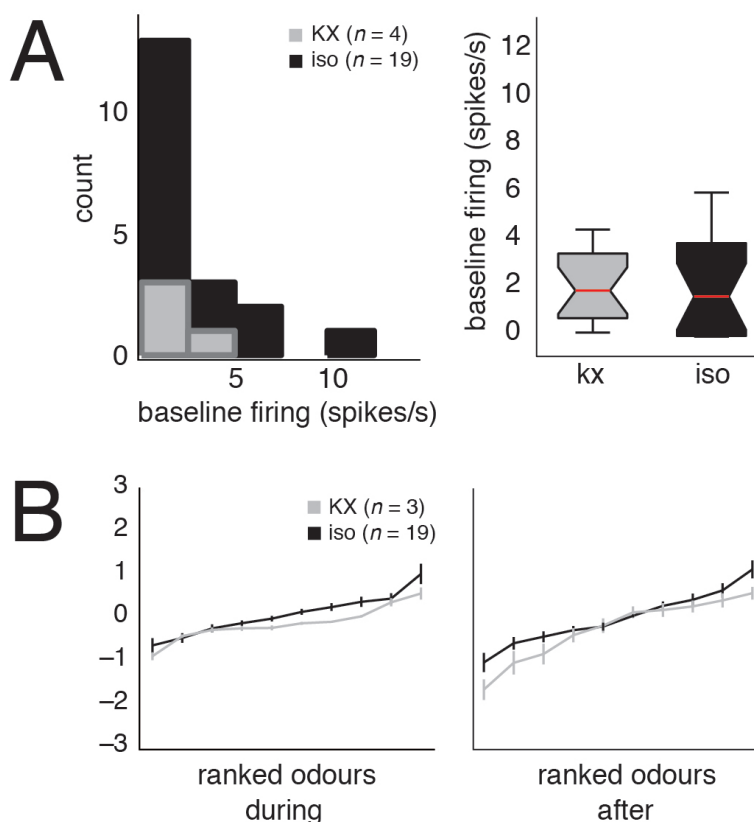 A
KX (n = 4)
iso (n = 19)
count
10
5
0
5
10
baseline firing (spikes/s)
baseline firing (spikes/s)
12
10
8
6
4
2
0
kx
iso
B
3
2
1
0
−1
−2
−3
KX (n = 3)
iso (n = 19)
ranked odours
during
ranked odours
after